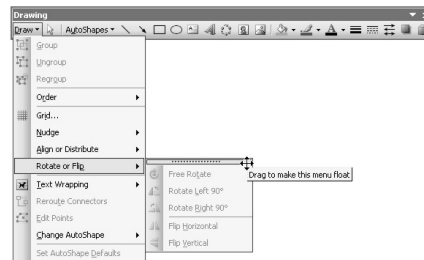 Drawing
Draw AutoShapes
Group
Ungroup
Regroup
Order
Grid...
Nudge
Align or Distribute
Rotate or Flip
Text Wrapping
Reroute Connectors
Edit Points
Change AutoShape
Set AutoShape Defaults
Drag to make this menu float
Free Rotate
Rotate Left 90°
Rotate Right 90°
Flip Horizontal
Flip Vertical